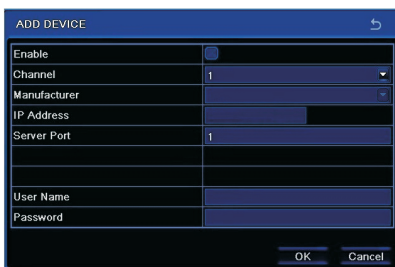 ADD DEVICE
Enable
Channel 1
Manufacturer
IP Address
Server Port 1
User Name
Password
OK Cancel